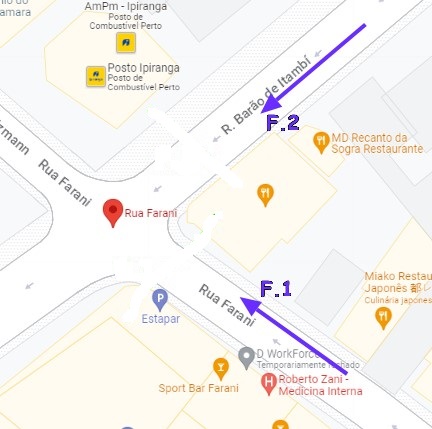 AmPm - Ipiranga
Posto de
Combustível Perto
Posto Ipiranga
Posto de
Combustível Perto
amara
R. Barão de Itambí
F.2
MD Recanto da
Sogra Restaurante
Rua Farani
Rua Farani
F.1
Rua Farani
Miako Restau
Japonês 都レ
Culinária japones
Estapar
D WorkForce
Temporariamente fechado
Sport Bar Farani
Roberto Zani -
Medicina Interna